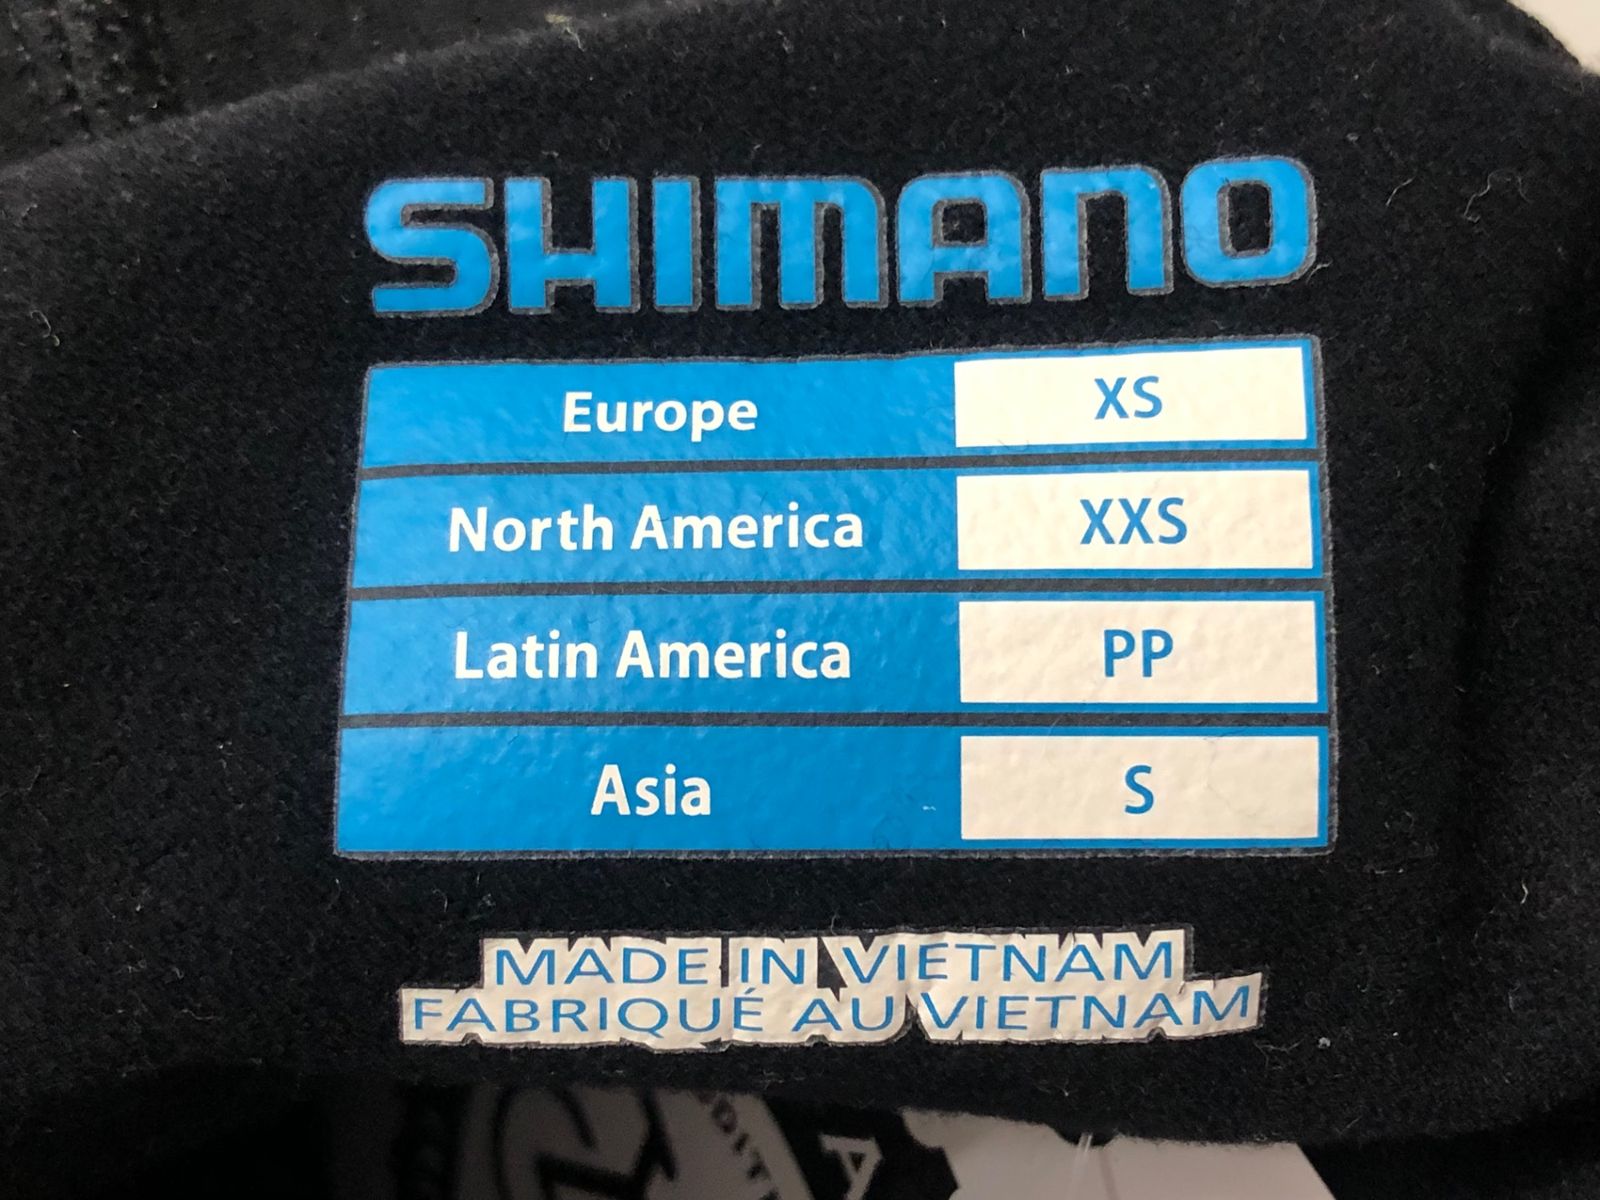 SHIMANO
Europe XS
North America XXS
Latin America PP
Asia S
MADE IN VIETNAM
FABRIQUÉ AU VIETNAM